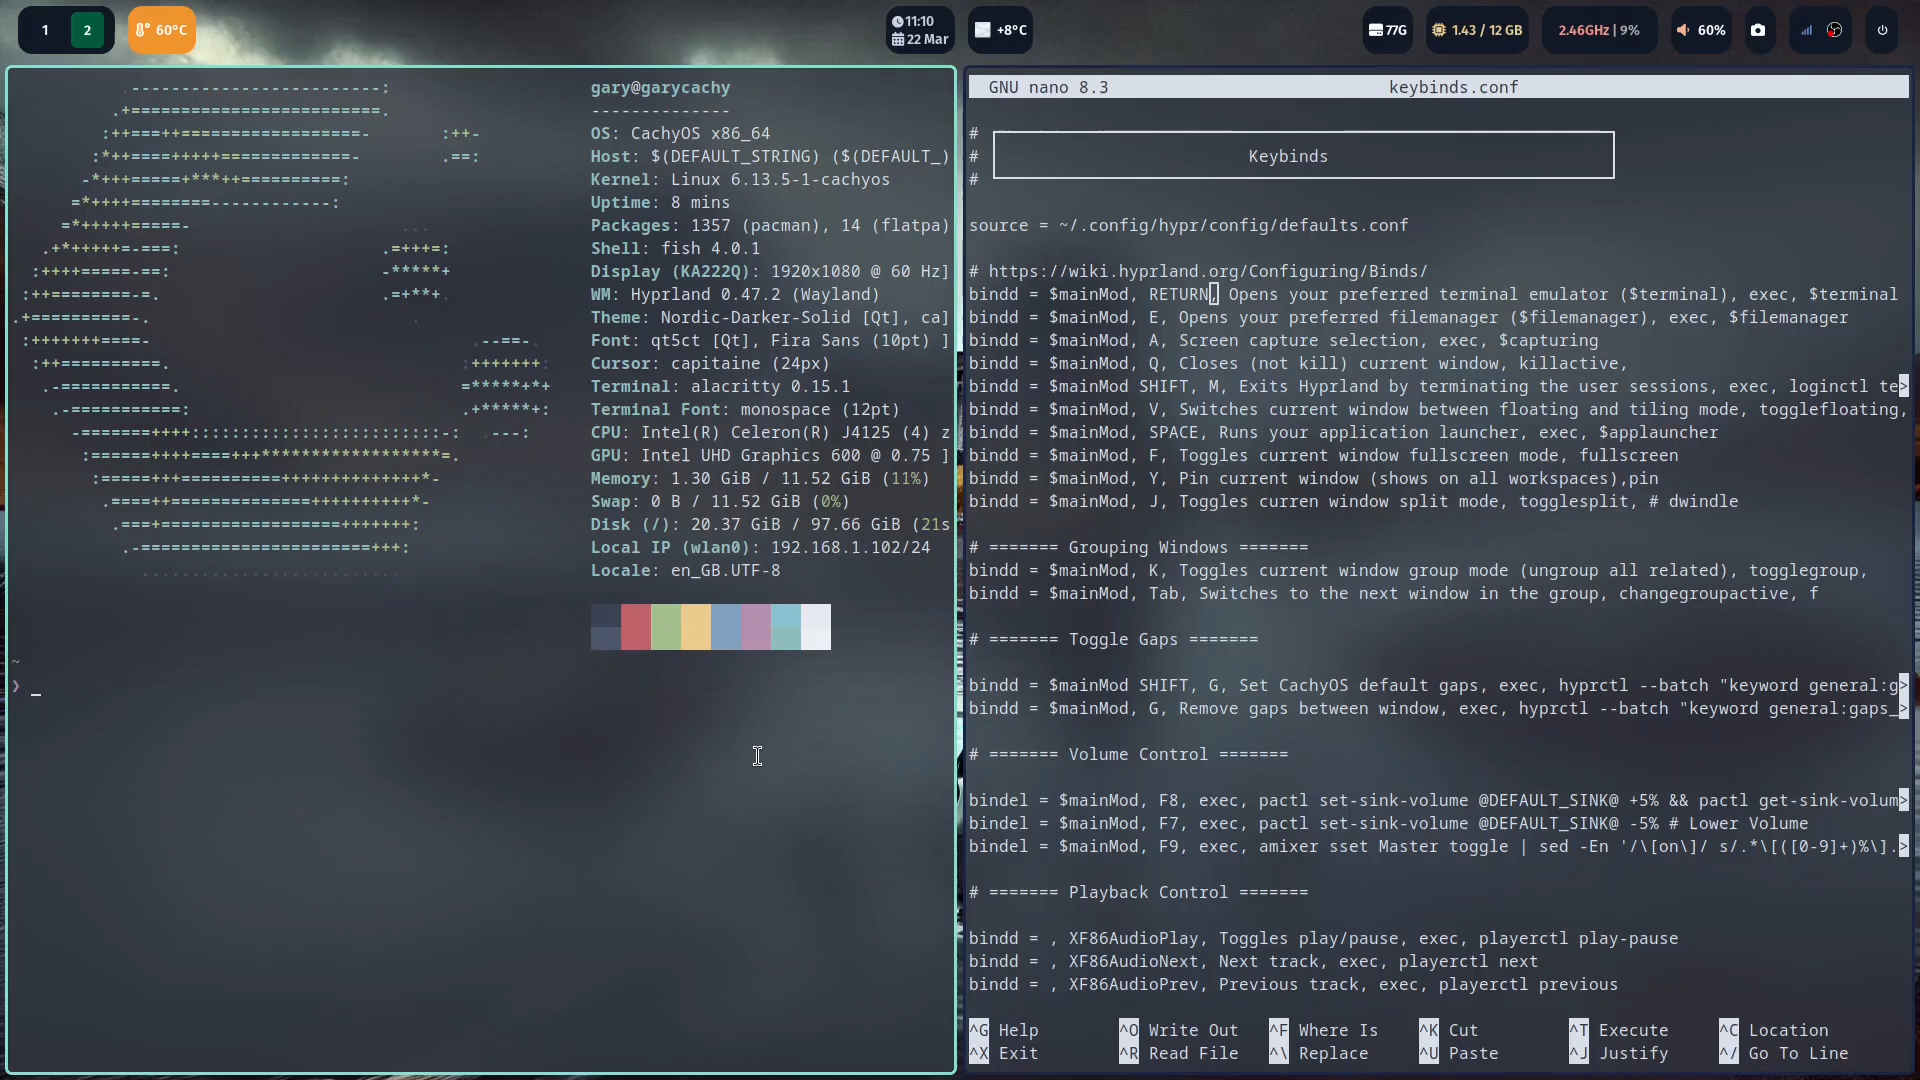 1 2 60°C 11:10 22 Mar +8°C 77G 1.43 / 12 GB 2.46GHz | 9% 60%
gary@garycachy
--------------
OS: CachyOS x86_64
Host: $(DEFAULT_STRING) ($(DEFAULT_)
Kernel: Linux 6.13.5-1-cachyos
Uptime: 8 mins
Packages: 1357 (pacman), 14 (flatpa)
Shell: fish 4.0.1
Display (KA222Q): 1920x1080 @ 60 Hz]
WM: Hyprland 0.47.2 (Wayland)
Theme: Nordic-Darker-Solid [Qt], ca]
Font: qt5ct [Qt], Fira Sans (10pt) ]
Cursor: capitaine (24px)
Terminal: alacritty 0.15.1
Terminal Font: monospace (12pt)
CPU: Intel(R) Celeron(R) J4125 (4) z
GPU: Intel UHD Graphics 600 @ 0.75 ]
Memory: 1.30 GiB / 11.52 GiB (11%)
Swap: 0 B / 11.52 GiB (0%)
Disk (/): 20.37 GiB / 97.66 GiB (21s
Local IP (wlan0): 192.168.1.102/24
Locale: en_GB.UTF-8
~
❯ _
GNU nano 8.3 keybinds.conf
#
# Keybinds
#
source = ~/.config/hypr/config/defaults.conf
# https://wiki.hyprland.org/Configuring/Binds/
bindd = $mainMod, RETURN, Opens your preferred terminal emulator ($terminal), exec, $terminal
bindd = $mainMod, E, Opens your preferred filemanager ($filemanager), exec, $filemanager
bindd = $mainMod, A, Screen capture selection, exec, $capturing
bindd = $mainMod, Q, Closes (not kill) current window, killactive,
bindd = $mainMod SHIFT, M, Exits Hyprland by terminating the user sessions, exec, loginctl te>
bindd = $mainMod, V, Switches current window between floating and tiling mode, togglefloating,
bindd = $mainMod, SPACE, Runs your application launcher, exec, $applauncher
bindd = $mainMod, F, Toggles current window fullscreen mode, fullscreen
bindd = $mainMod, Y, Pin current window (shows on all workspaces),pin
bindd = $mainMod, J, Toggles curren window split mode, togglesplit, # dwindle
# ======= Grouping Windows =======
bindd = $mainMod, K, Toggles current window group mode (ungroup all related), togglegroup,
bindd = $mainMod, Tab, Switches to the next window in the group, changegroupactive, f
# ======= Toggle Gaps =======
bindd = $mainMod SHIFT, G, Set CachyOS default gaps, exec, hyprctl --batch "keyword general:g>
bindd = $mainMod, G, Remove gaps between window, exec, hyprctl --batch "keyword general:gaps_>
# ======= Volume Control =======
bindel = $mainMod, F8, exec, pactl set-sink-volume @DEFAULT_SINK@ +5% && pactl get-sink-volum>
bindel = $mainMod, F7, exec, pactl set-sink-volume @DEFAULT_SINK@ -5% # Lower Volume
bindel = $mainMod, F9, exec, amixer sset Master toggle | sed -En '/\[on\]/ s/.*\[([0-9]+)%\].>
# ======= Playback Control =======
bindd = , XF86AudioPlay, Toggles play/pause, exec, playerctl play-pause
bindd = , XF86AudioNext, Next track, exec, playerctl next
bindd = , XF86AudioPrev, Previous track, exec, playerctl previous
^G Help ^O Write Out ^F Where Is ^K Cut ^T Execute ^C Location
^X Exit ^R Read File ^\ Replace ^U Paste ^J Justify ^/ Go To Line